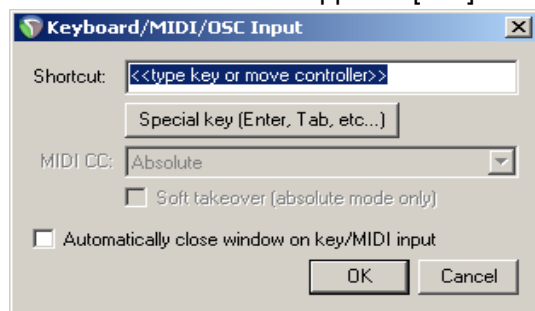 Keyboard/MIDI/OSC Input
Shortcut: <<type key or move controller>>
Special key (Enter, Tab, etc...)
MIDI CC: Absolute
Soft takeover (absolute mode only)
Automatically close window on key/MIDI input
OK Cancel